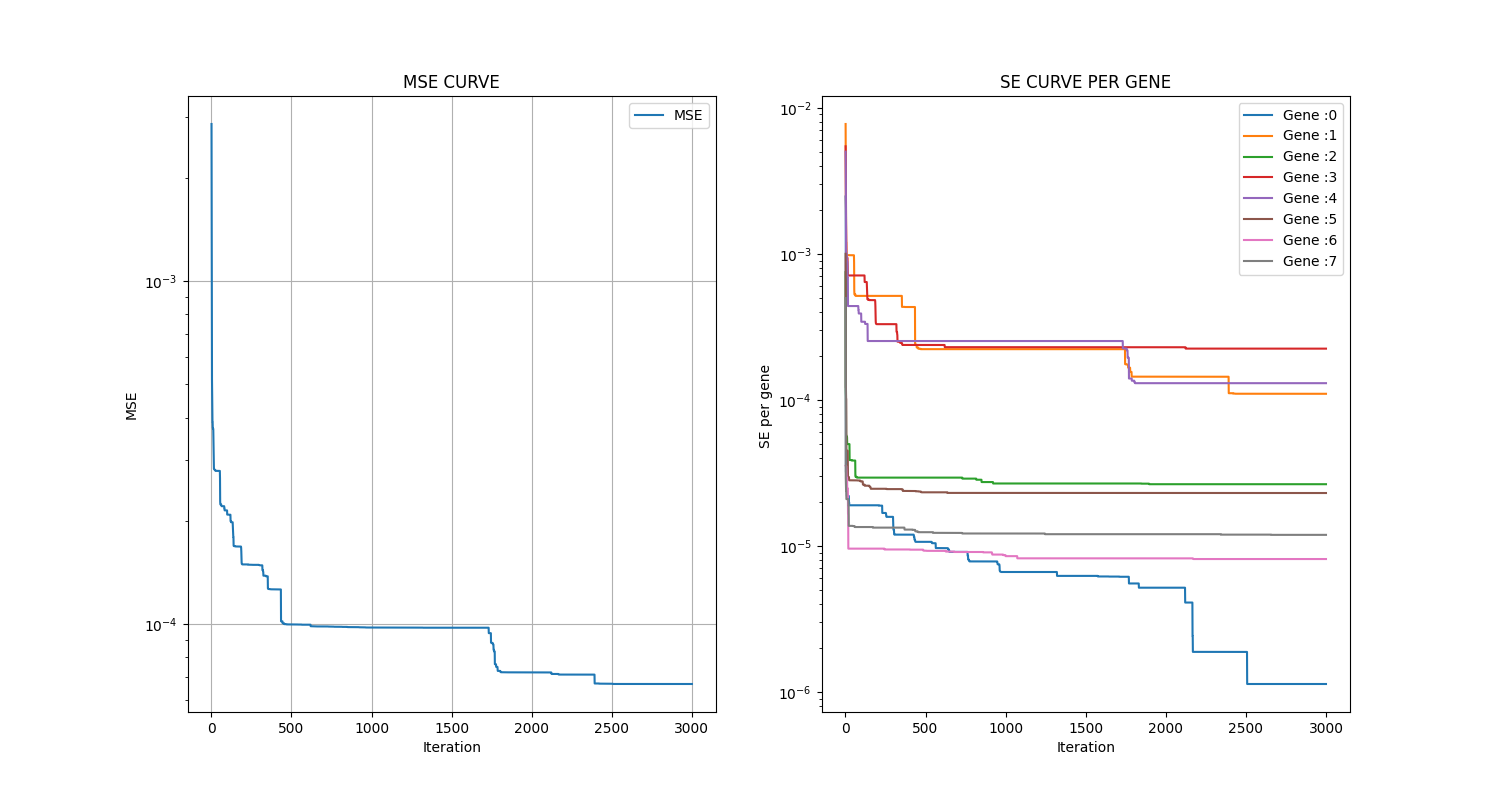 MSE CURVE
MSE
10⁻³
10⁻⁴
MSE
0 500 1000 1500 2000 2500 3000
Iteration
SE CURVE PER GENE
Gene :0
Gene :1
Gene :2
Gene :3
Gene :4
Gene :5
Gene :6
Gene :7
10⁻²
10⁻³
10⁻⁴
10⁻⁵
10⁻⁶
SE per gene
0 500 1000 1500 2000 2500 3000
Iteration